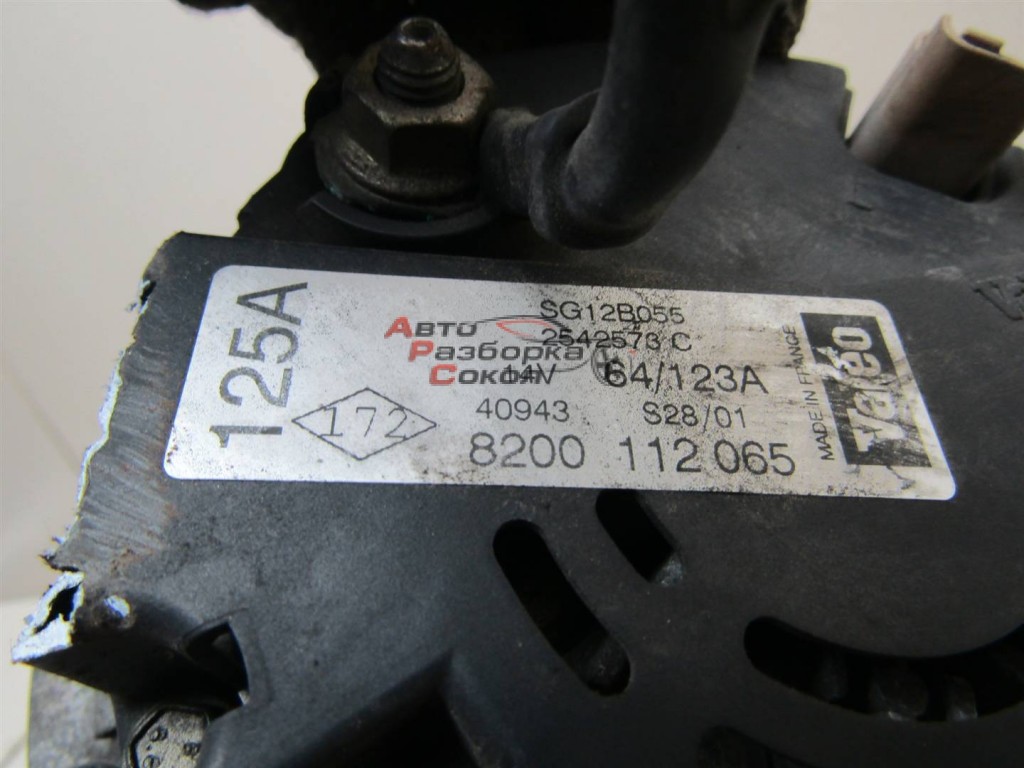 125A
172
SG12B055
2542573 C
14V 64/123A
40943 S28/01
8200 112 065
MADE IN FRANCE
Valeo
Авто
Разборка
Сокол